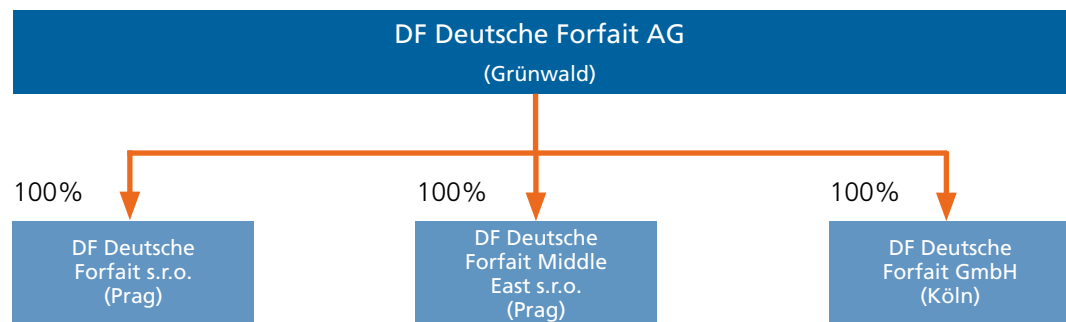 DF Deutsche Forfait AG
(Grünwald)
100%
100%
100%
DF Deutsche
Forfait s.r.o.
(Prag)
DF Deutsche
Forfait Middle
East s.r.o.
(Prag)
DF Deutsche
Forfait GmbH
(Köln)